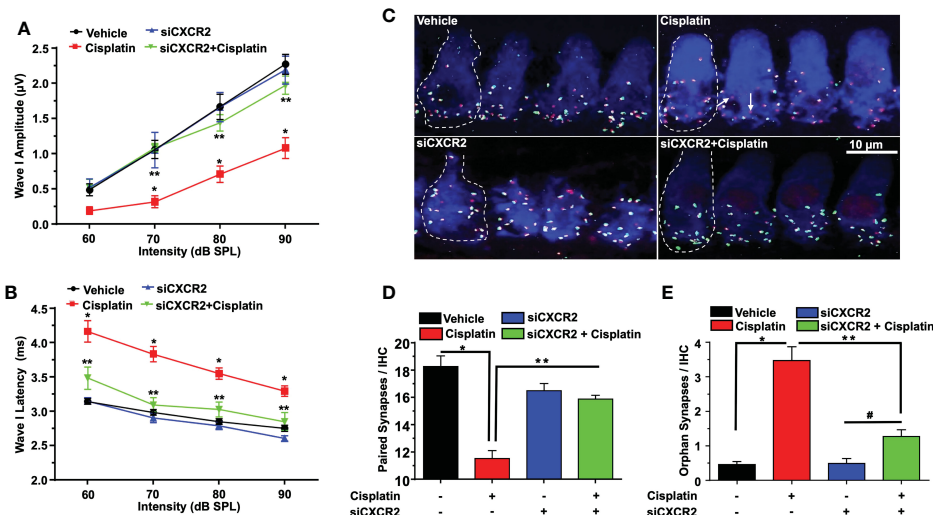 A
Vehicle siCXCR2
Cisplatin siCXCR2+Cisplatin
Wave I Amplitude (µV)
2.5
2.0
1.5
1.0
0.5
0.0
**
**
**
*
*
*
60 70 80 90
Intensity (dB SPL)
B
Vehicle siCXCR2
Cisplatin siCXCR2+Cisplatin
Wave I Latency (ms)
4.5
4.0
3.5
3.0
2.5
2.0
*
*
*
*
**
**
**
**
60 70 80 90
Intensity (dB SPL)
C
Vehicle
Cisplatin
siCXCR2
siCXCR2+Cisplatin
10 µm
D
Vehicle siCXCR2
Cisplatin siCXCR2 + Cisplatin
Paired Synapses / IHC
20
18
16
14
12
10
*
**
Cisplatin - + - +
siCXCR2 - - + +
E
Vehicle siCXCR2
Cisplatin siCXCR2 + Cisplatin
Orphan Synapses / IHC
4
3
2
1
0
*
**
#
Cisplatin - + - +
siCXCR2 - - + +